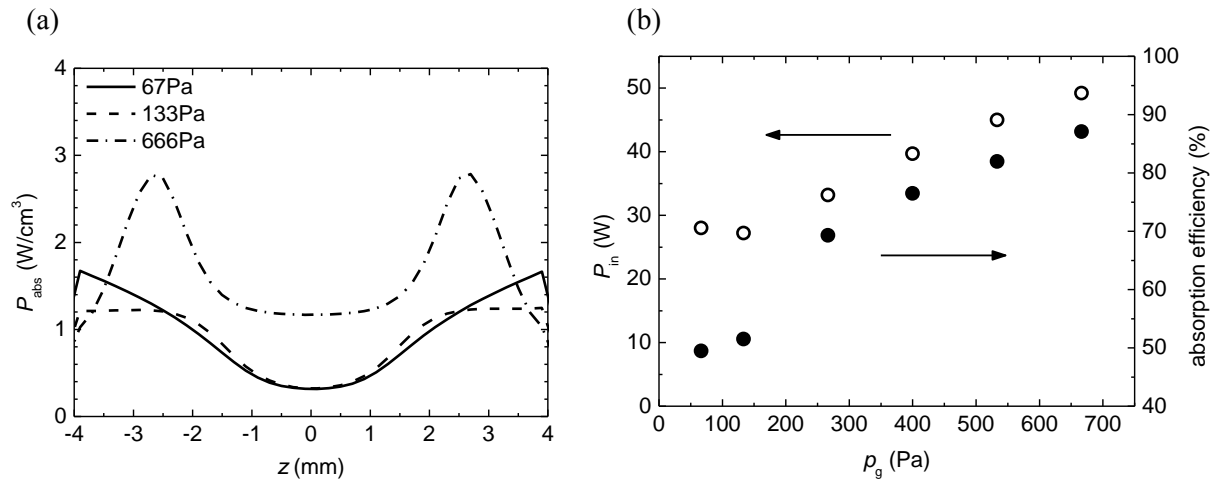 (a)
4
3
2
1
0
P_abs (W/cm³)
67Pa
133Pa
666Pa
-4 -3 -2 -1 0 1 2 3 4
z (mm)
(b)
50
40
30
20
10
0
P_in (W)
100
90
80
70
60
50
40
absorption efficiency (%)
0 100 200 300 400 500 600 700
p_g (Pa)